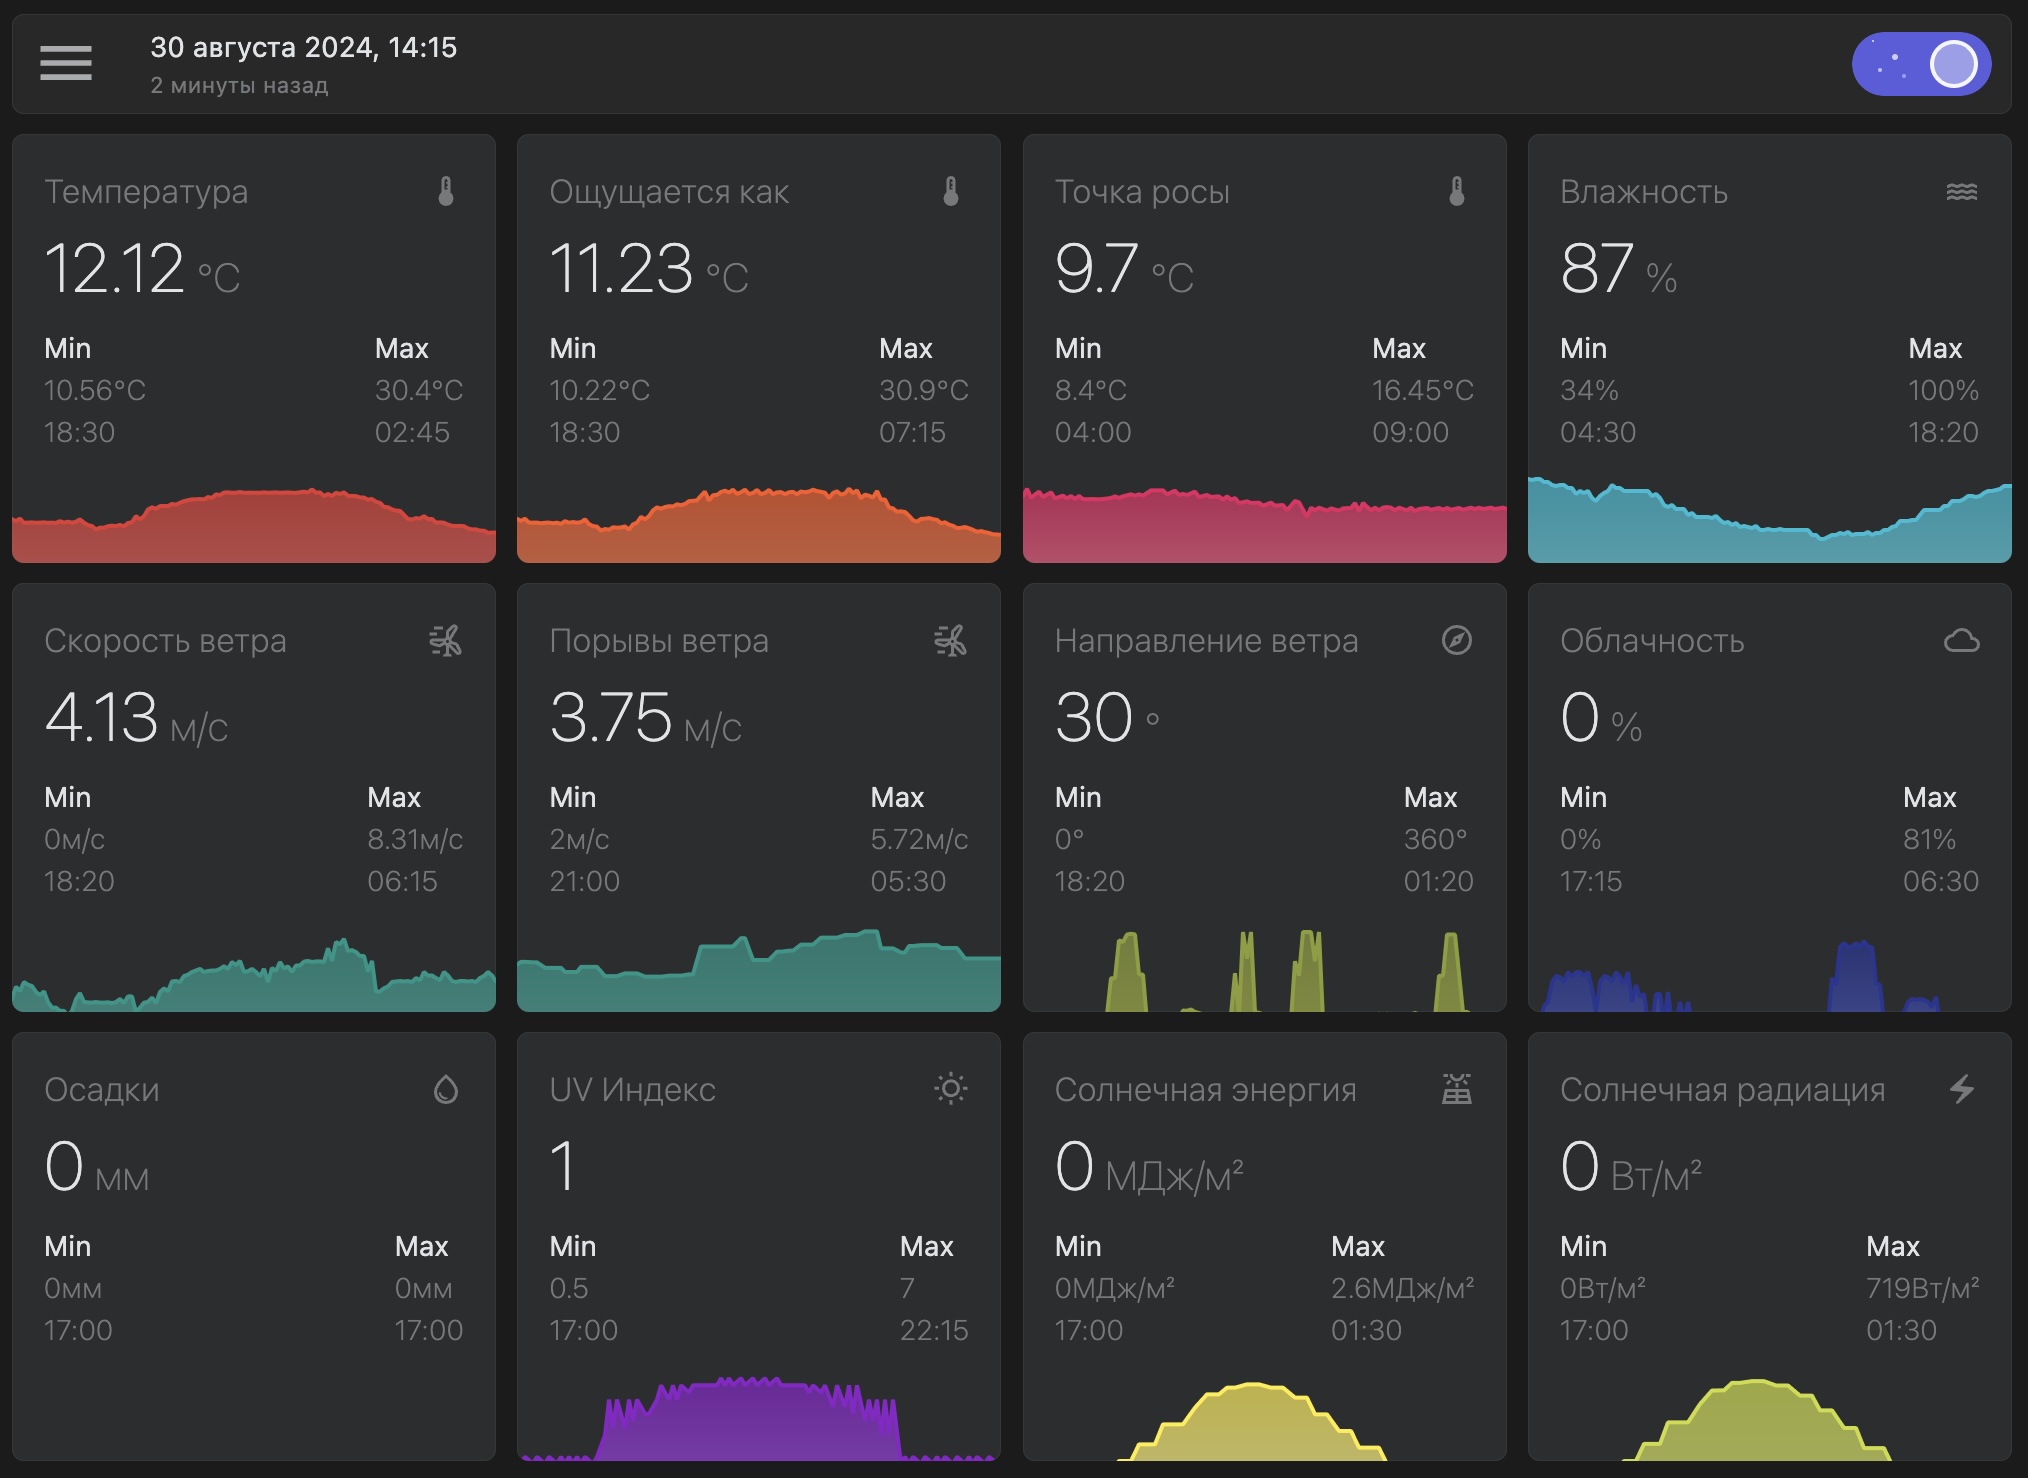 30 августа 2024, 14:15
2 минуты назад
Температура
12.12 °C
Min Max
10.56°C 30.4°C
18:30 02:45
Ощущается как
11.23 °C
Min Max
10.22°C 30.9°C
18:30 07:15
Точка росы
9.7 °C
Min Max
8.4°C 16.45°C
04:00 09:00
Влажность
87 %
Min Max
34% 100%
04:30 18:20
Скорость ветра
4.13 м/с
Min Max
0м/с 8.31м/с
18:20 06:15
Порывы ветра
3.75 м/с
Min Max
2м/с 5.72м/с
21:00 05:30
Направление ветра
30 °
Min Max
0° 360°
18:20 01:20
Облачность
0 %
Min Max
0% 81%
17:15 06:30
Осадки
0 мм
Min Max
0мм 0мм
17:00 17:00
UV Индекс
1
Min Max
0.5 7
17:00 22:15
Солнечная энергия
0 МДж/м²
Min Max
0МДж/м² 2.6МДж/м²
17:00 01:30
Солнечная радиация
0 Вт/м²
Min Max
0Вт/м² 719Вт/м²
17:00 01:30